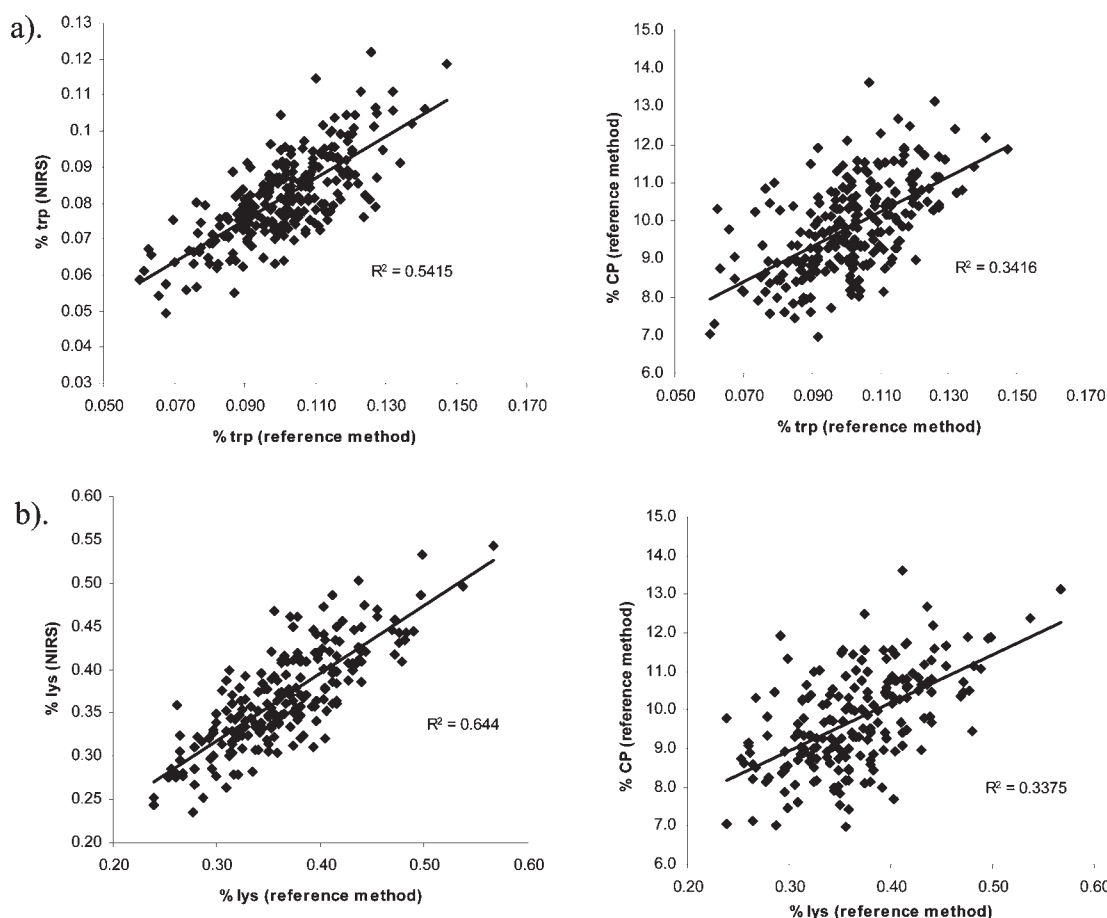 a).
0.13
0.12
0.11
0.1
0.09
0.08
0.07
0.06
0.05
0.04
0.03
% trp (NIRS)
R² = 0.5415
0.050 0.070 0.090 0.110 0.130 0.150 0.170
% trp (reference method)
15.0
14.0
13.0
12.0
11.0
10.0
9.0
8.0
7.0
6.0
% CP (reference method)
R² = 0.3416
0.050 0.070 0.090 0.110 0.130 0.150 0.170
% trp (reference method)
b).
0.60
0.55
0.50
0.45
0.40
0.35
0.30
0.25
0.20
% lys (NIRS)
R² = 0.644
0.20 0.30 0.40 0.50 0.60
% lys (reference method)
15.0
14.0
13.0
12.0
11.0
10.0
9.0
8.0
7.0
6.0
% CP (reference method)
R² = 0.3375
0.20 0.30 0.40 0.50 0.60
% lys (reference method)